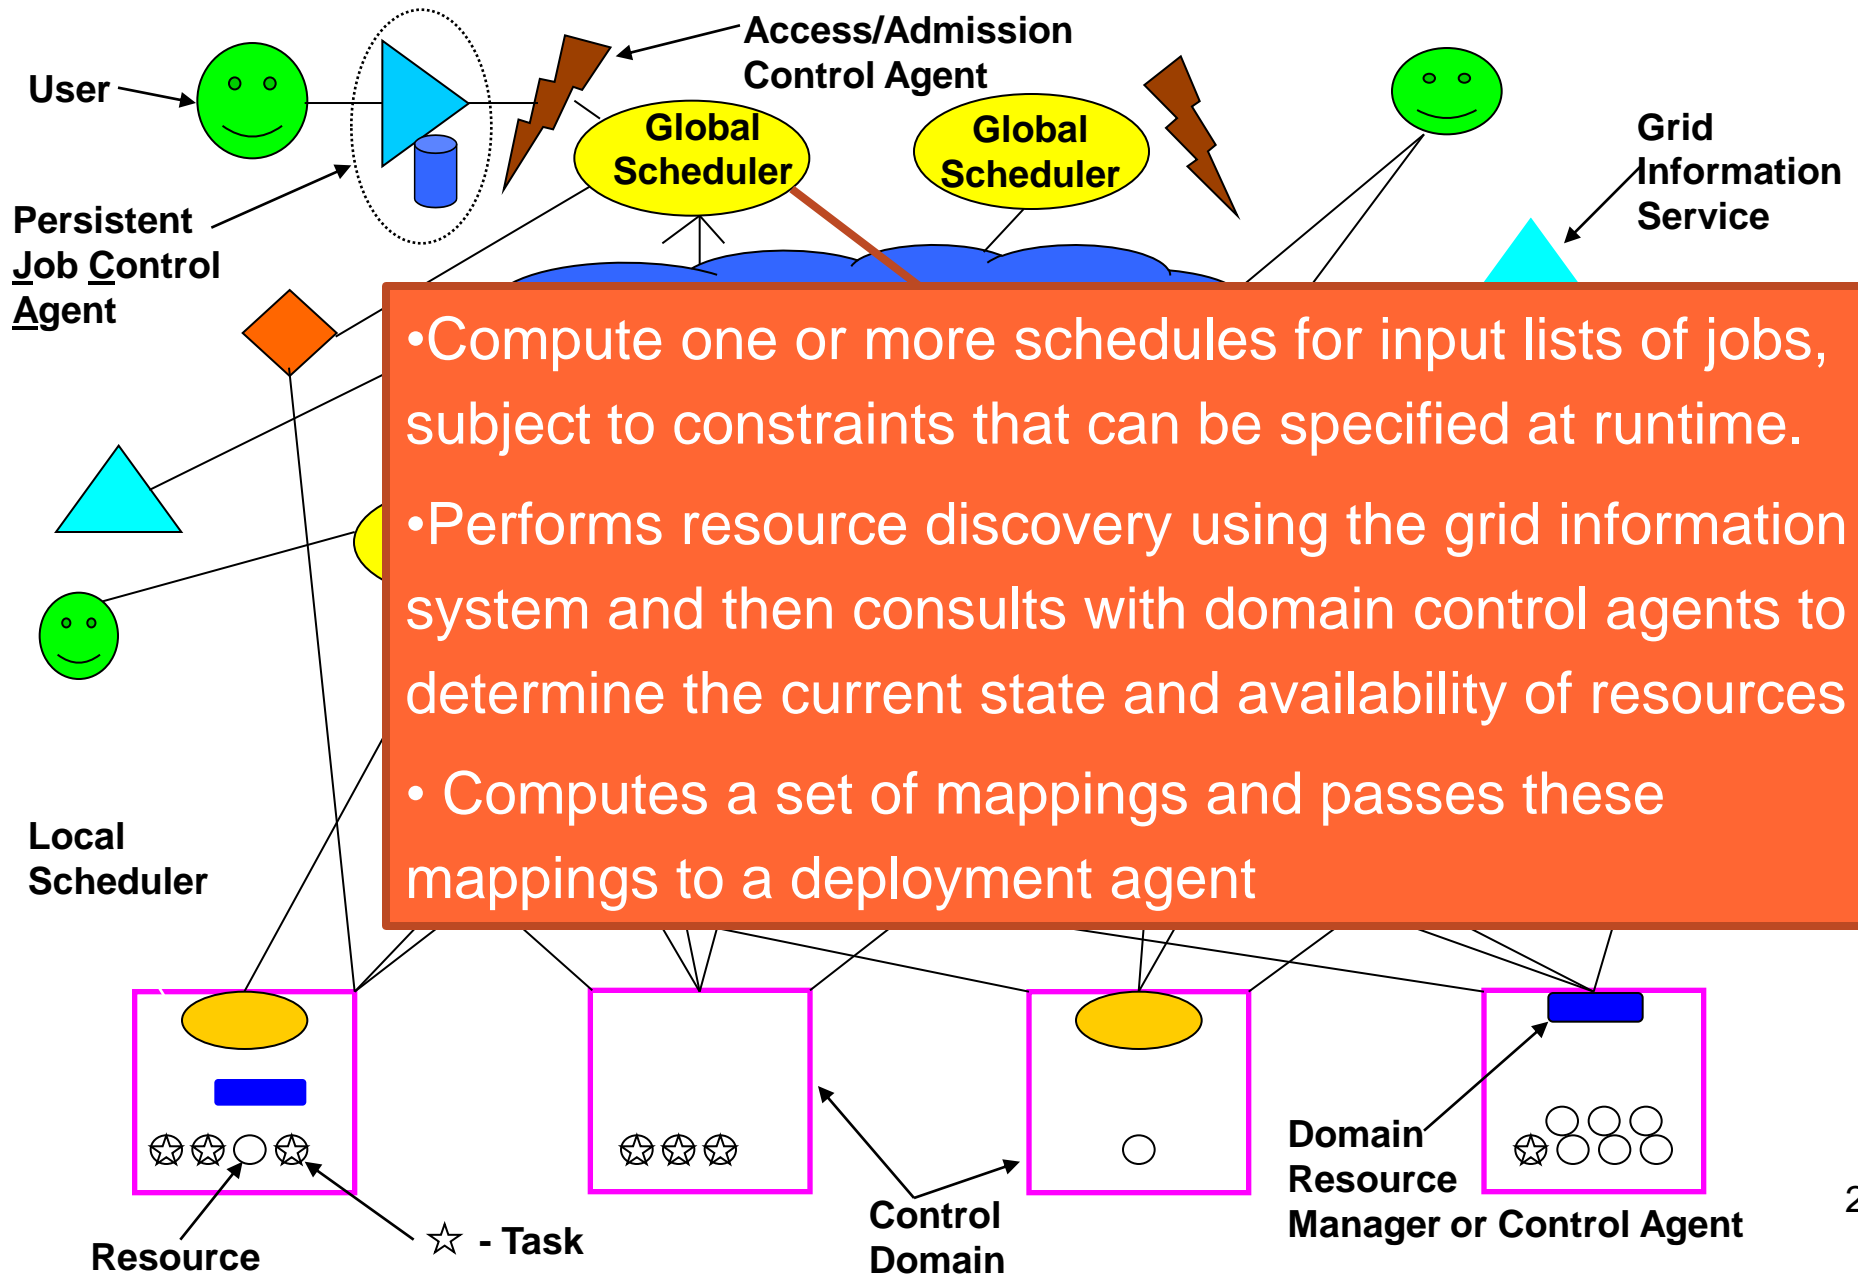 User
Access/Admission
Control Agent
Global
Scheduler
Global
Scheduler
Grid
Information
Service
Persistent
Job Control
Agent
•Compute one or more schedules for input lists of jobs,
subject to constraints that can be specified at runtime.
•Performs resource discovery using the grid information
system and then consults with domain control agents to
determine the current state and availability of resources
• Computes a set of mappings and passes these
mappings to a deployment agent
Local
Scheduler
Resource
☆ - Task
Control
Domain
Domain
Resource
Manager or Control Agent
2